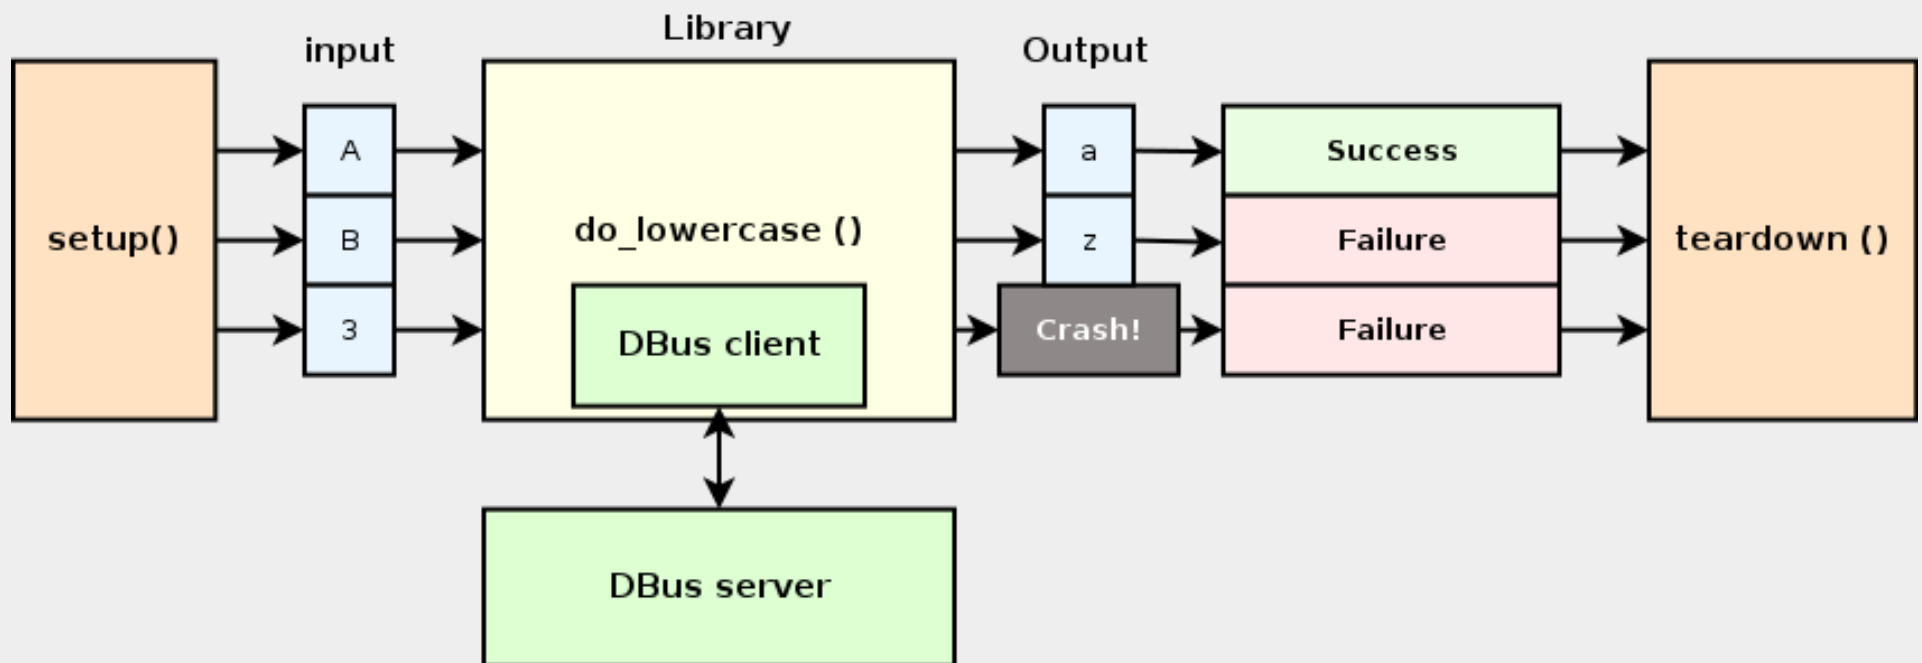 Library
input
Output
setup()
A
B
3
do_lowercase ()
DBus client
DBus server
a
z
Crash!
Success
Failure
Failure
teardown ()